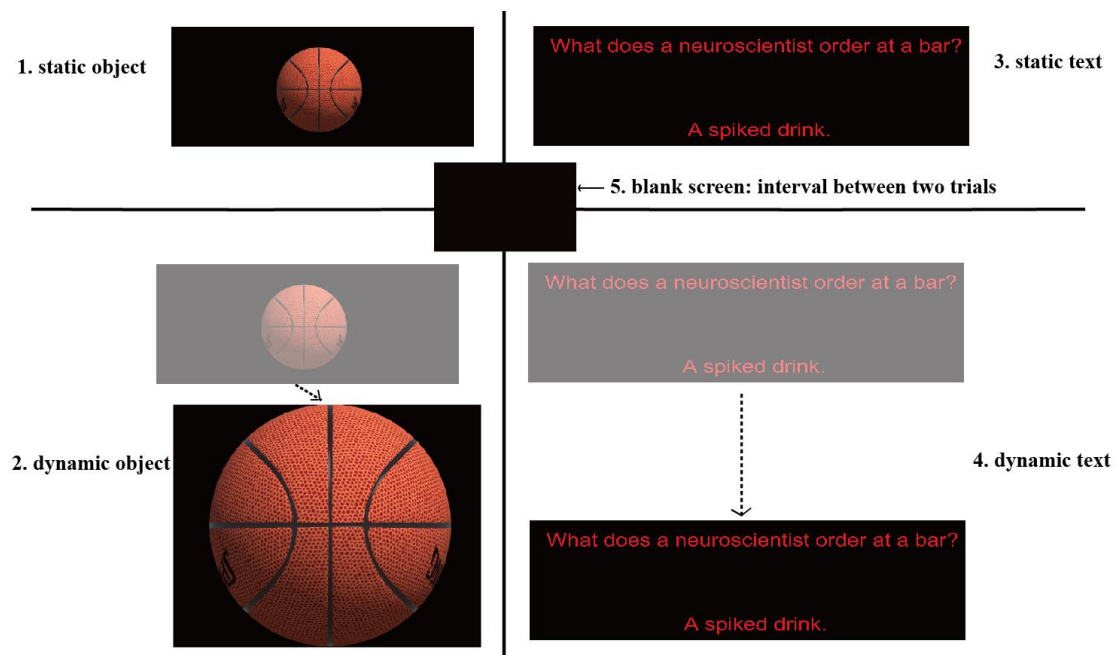 1. static object
What does a neuroscientist order at a bar?
A spiked drink.
3. static text
← 5. blank screen: interval between two trials
What does a neuroscientist order at a bar?
A spiked drink.
2. dynamic object
4. dynamic text
What does a neuroscientist order at a bar?
A spiked drink.